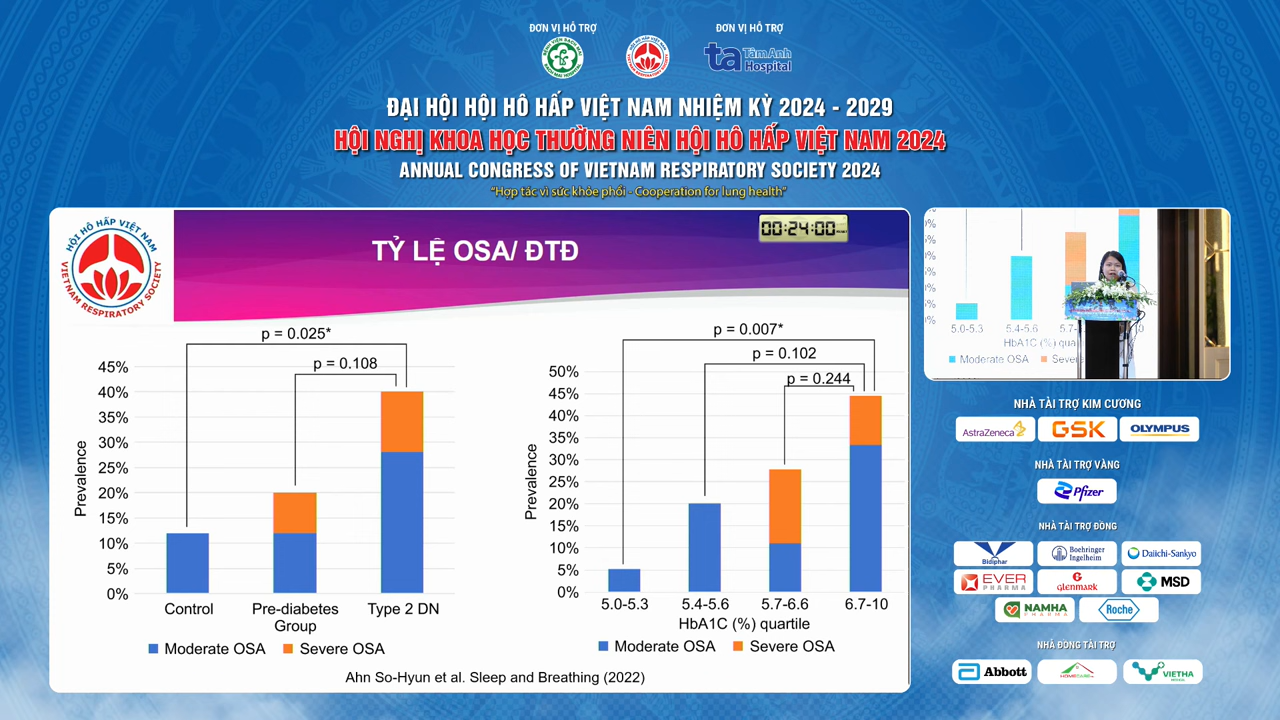 ĐƠN VỊ HỖ TRỢ
ĐƠN VỊ HỖ TRỢ
ta TâmAnh Hospital
ĐẠI HỘI HỘI HÔ HẤP VIỆT NAM NHIỆM KỲ 2024 - 2029
HỘI NGHỊ KHOA HỌC THƯỜNG NIÊN HỘI HÔ HẤP VIỆT NAM 2024
ANNUAL CONGRESS OF VIETNAM RESPIRATORY SOCIETY 2024
“Hợp tác vì sức khỏe phổi - Cooperation for lung health”
HỘI HÔ HẤP VIỆT NAM
VIETNAM RESPIRATORY SOCIETY
TỶ LỆ OSA/ ĐTĐ
00:24:00
p = 0.025*
p = 0.108
45%
40%
35%
30%
25%
20%
15%
10%
5%
0%
Prevalence
Control
Pre-diabetes Group
Type 2 DN
Moderate OSA
Severe OSA
p = 0.007*
p = 0.102
p = 0.244
50%
45%
40%
35%
30%
25%
20%
15%
10%
5%
0%
Prevalence
5.0-5.3
5.4-5.6
5.7-6.6
6.7-10
HbA1C (%) quartile
Moderate OSA
Severe OSA
Ahn So-Hyun et al. Sleep and Breathing (2022)
5.0-5.3
5.4-5.6
5.7-
HbA1C (%) qua
Moderate OSA
Severe
NHÀ TÀI TRỢ KIM CƯƠNG
AstraZeneca
GSK
OLYMPUS
NHÀ TÀI TRỢ VÀNG
Pfizer
NHÀ TÀI TRỢ ĐỒNG
Bidiphar
Boehringer Ingelheim
Daiichi-Sankyo
EVER PHARMA
glenmark
MSD
NAMHA PHARMA
Roche
NHÀ ĐỒNG TÀI TRỢ
Abbott
HOMECARE
VIETHA